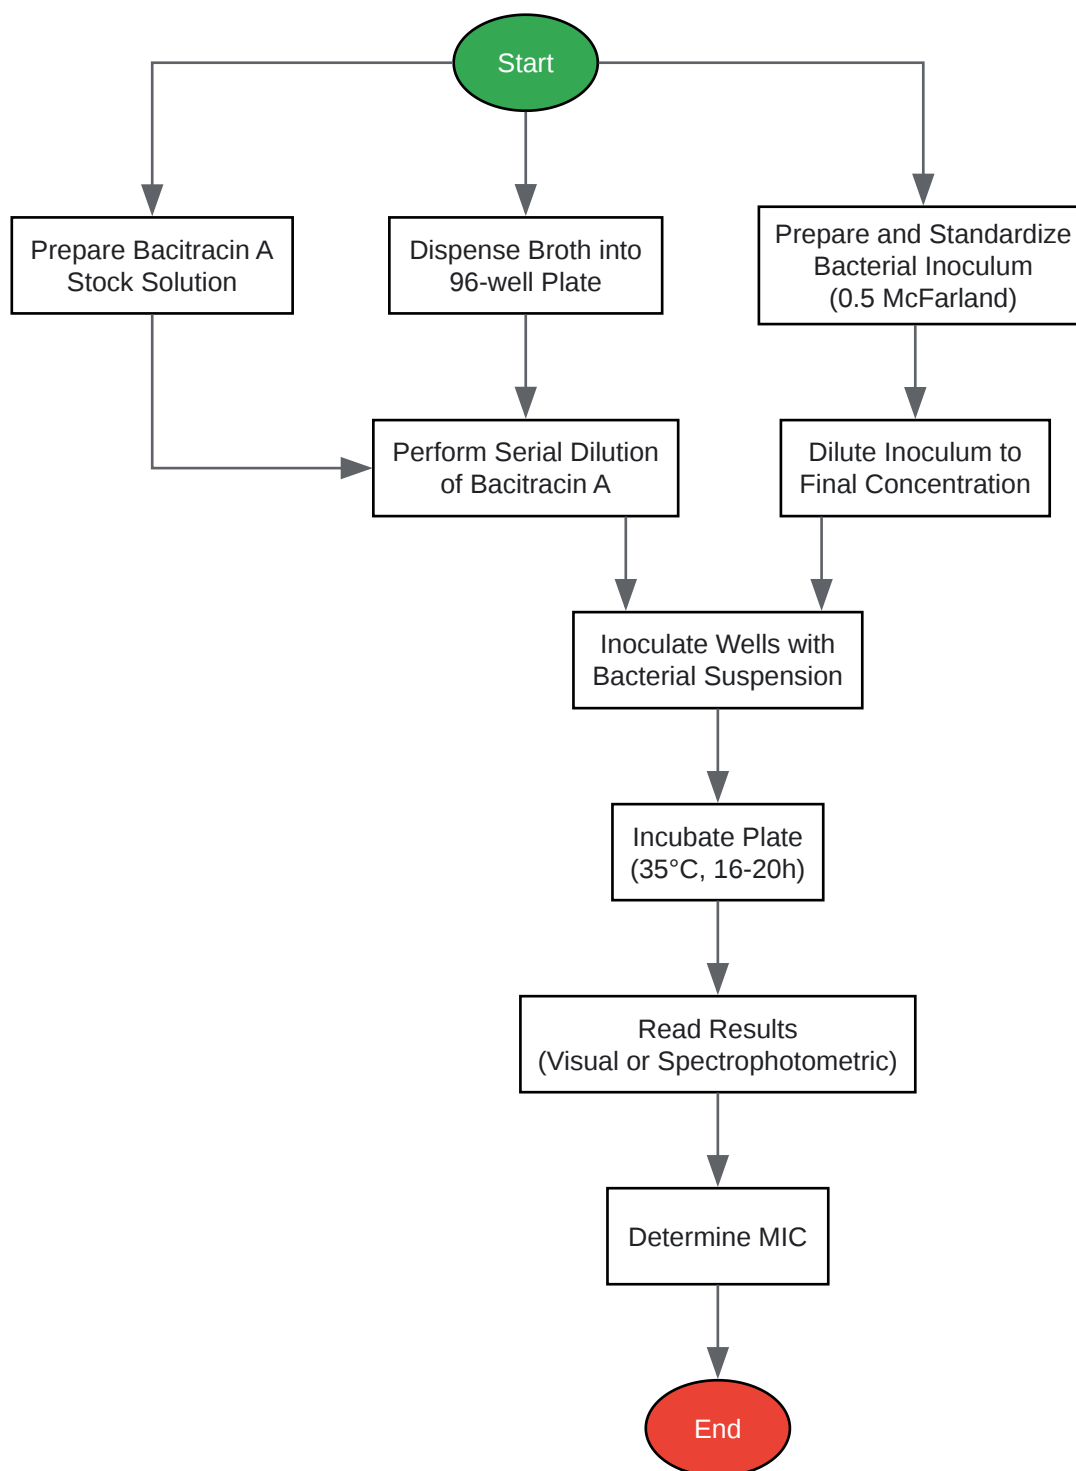 Start
Prepare Bacitracin A
Stock Solution
Dispense Broth into
96-well Plate
Prepare and Standardize
Bacterial Inoculum
(0.5 McFarland)
Perform Serial Dilution
of Bacitracin A
Dilute Inoculum to
Final Concentration
Inoculate Wells with
Bacterial Suspension
Incubate Plate
(35°C, 16-20h)
Read Results
(Visual or Spectrophotometric)
Determine MIC
End